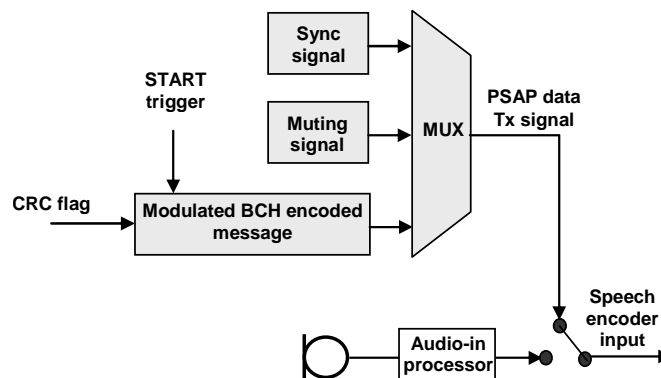 Sync
signal
START
trigger
PSAP data
Tx signal
Muting
signal
MUX
CRC flag
Modulated BCH encoded
message
Speech
encoder
input
Audio-in
processor